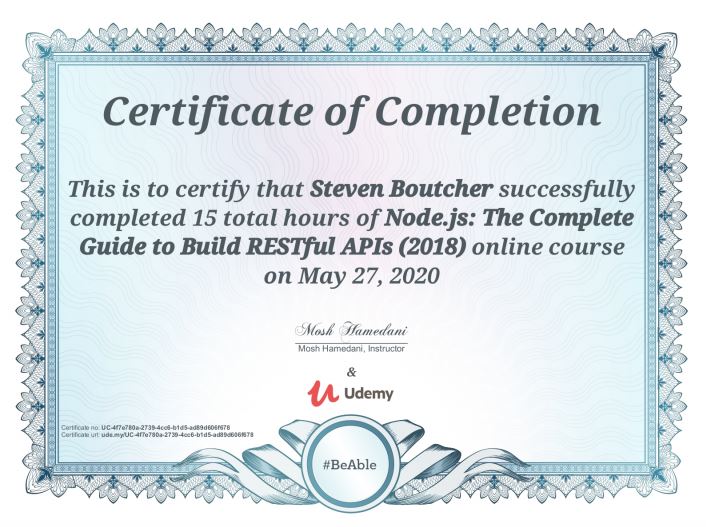 Certificate of Completion
This is to certify that Steven Boutcher successfully
completed 15 total hours of Node.js: The Complete
Guide to Build RESTful APIs (2018) online course
on May 27, 2020
Mosh Hamedani
Mosh Hamedani, Instructor
&
Udemy
Certificate no: UC-4f7e780a-2739-4cc6-b1d5-ad89d606f678
Certificate url: ude.my/UC-4f7e780a-2739-4cc6-b1d5-ad89d606f678
#BeAble